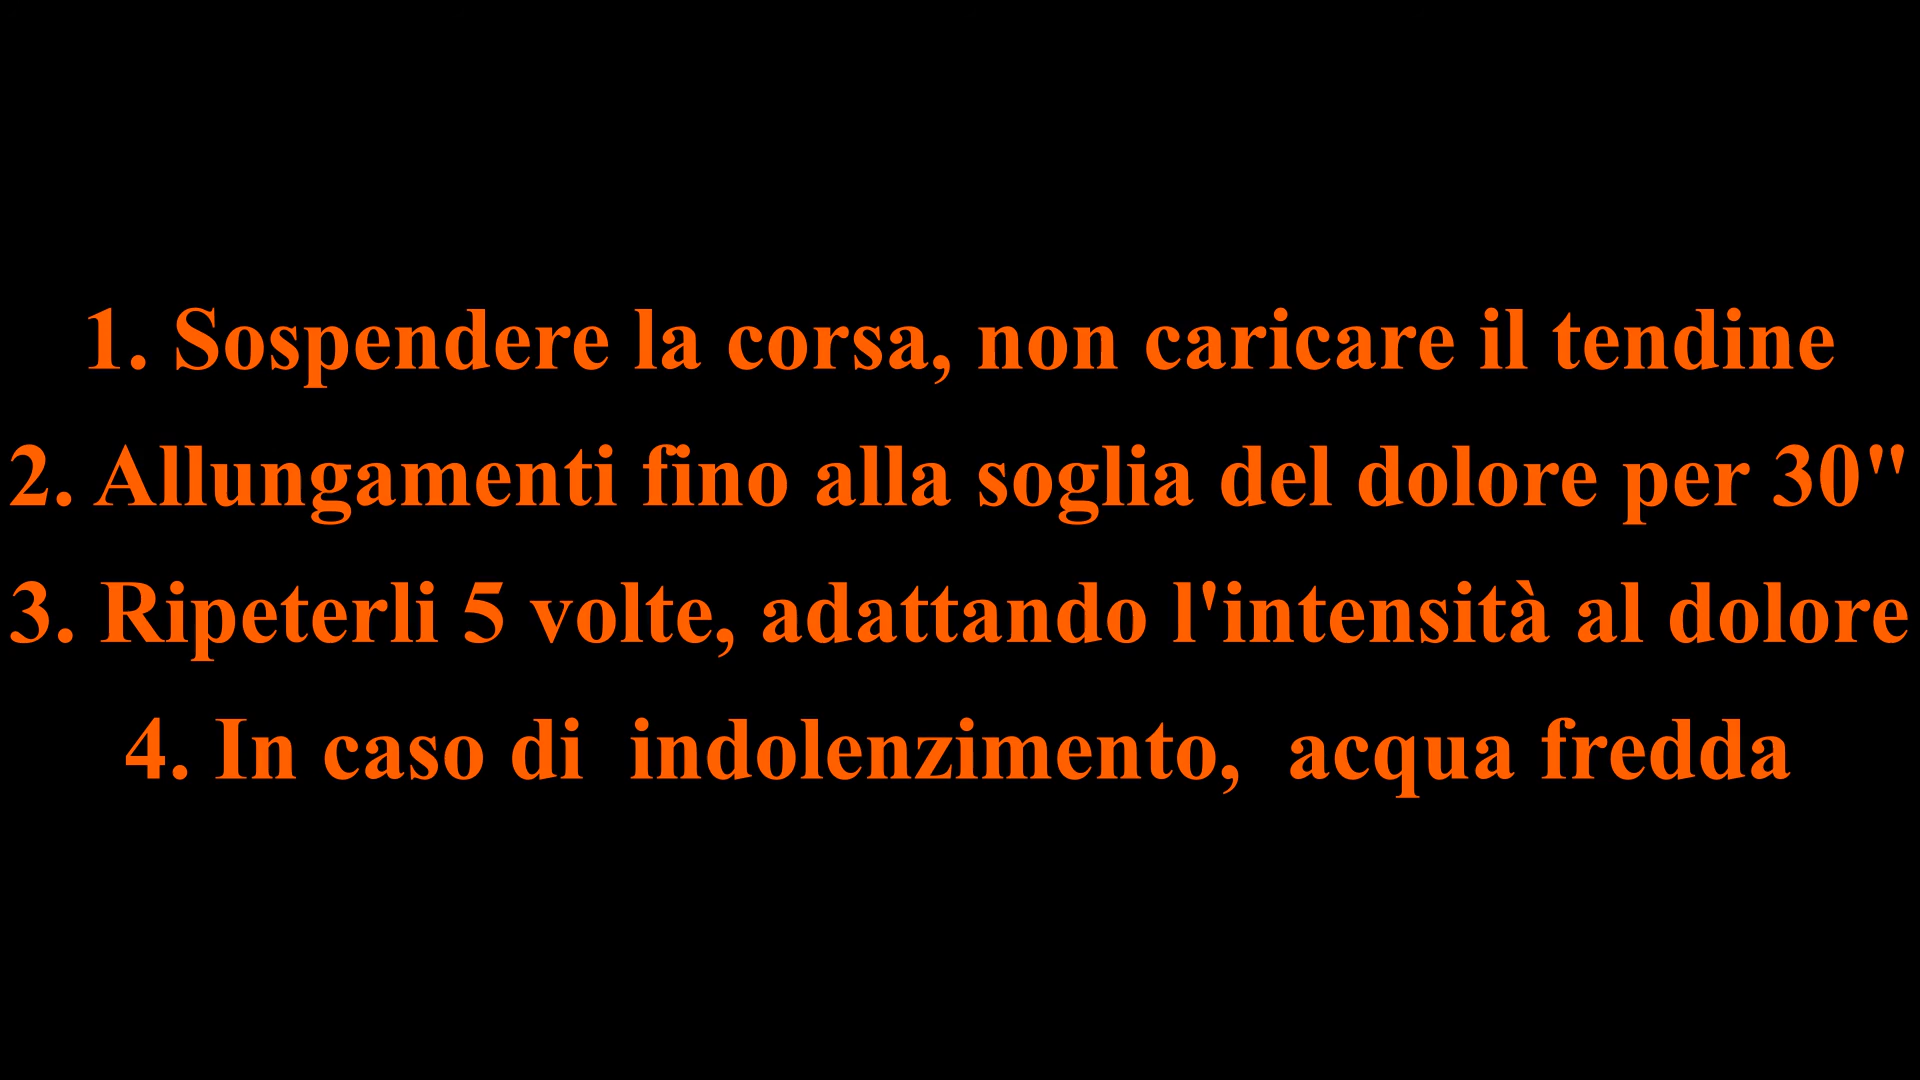 1. Sospendere la corsa, non caricare il tendine
2. Allungamenti fino alla soglia del dolore per 30"
3. Ripeterli 5 volte, adattando l'intensità al dolore
4. In caso di  indolenzimento,  acqua fredda